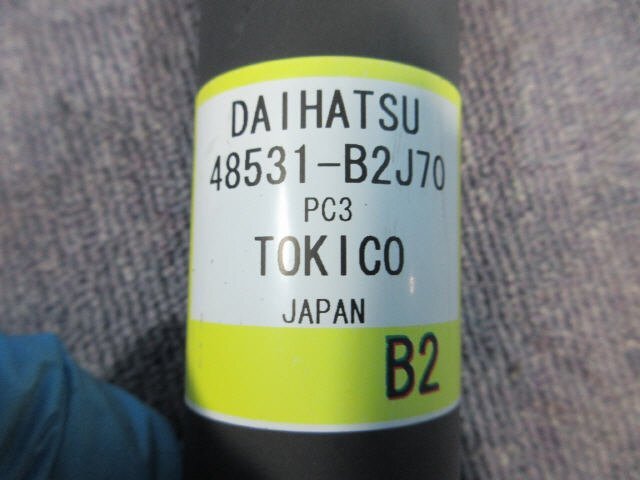 DAIHATSU
48531-B2J70
PC3
TOKICO
JAPAN
B2